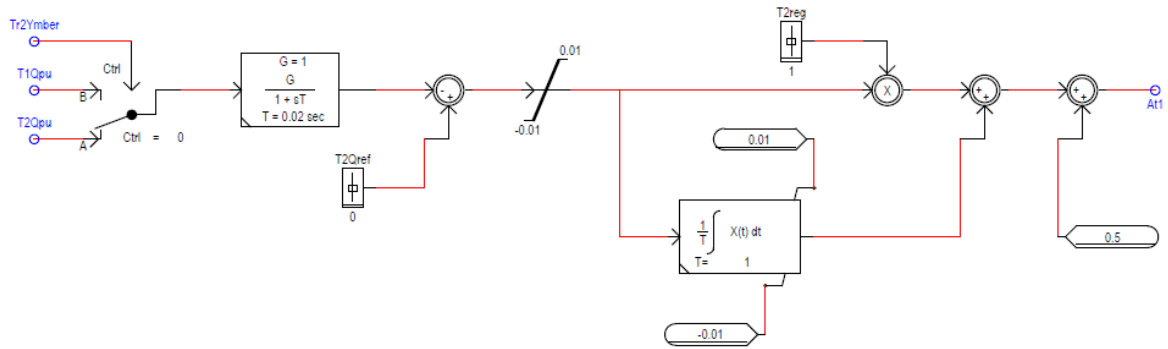 Tr2Ymber
T1Qpu
T2Qpu
Ctrl
B
A
Ctrl = 0
G = 1
G
1 + sT
T = 0.02 sec
-
+
T2Qref
0
0.01
-0.01
T2reg
1
X
0.01
1
T
X(t) dt
T= 1
-0.01
+
+
+
+
0.5
At1